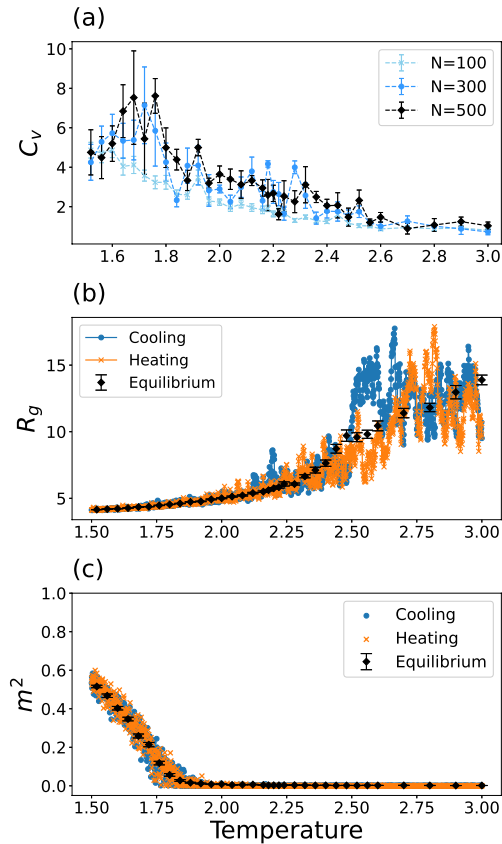 (a)
10
8
6
4
2
C_v
N=100
N=300
N=500
1.6 1.8 2.0 2.2 2.4 2.6 2.8 3.0
(b)
15
10
5
R_g
Cooling
Heating
Equilibrium
1.50 1.75 2.00 2.25 2.50 2.75 3.00
(c)
1.0
0.8
0.6
0.4
0.2
0.0
m²
Cooling
Heating
Equilibrium
1.50 1.75 2.00 2.25 2.50 2.75 3.00
Temperature